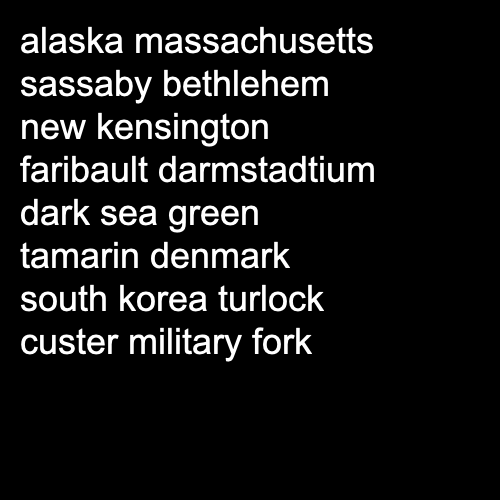 alaska massachusetts
sassaby bethlehem
new kensington
faribault darmstadtium
dark sea green
tamarin denmark
south korea turlock
custer military fork